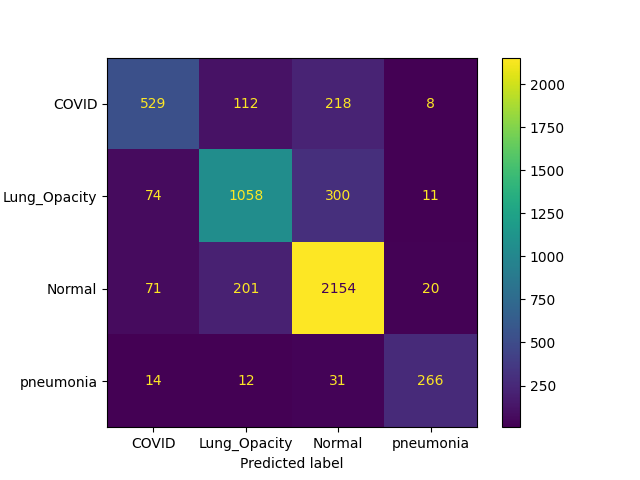 COVID 529 112 218 8
Lung_Opacity 74 1058 300 11
Normal 71 201 2154 20
pneumonia 14 12 31 266
COVID Lung_Opacity Normal pneumonia
Predicted label
2000
1750
1500
1250
1000
750
500
250